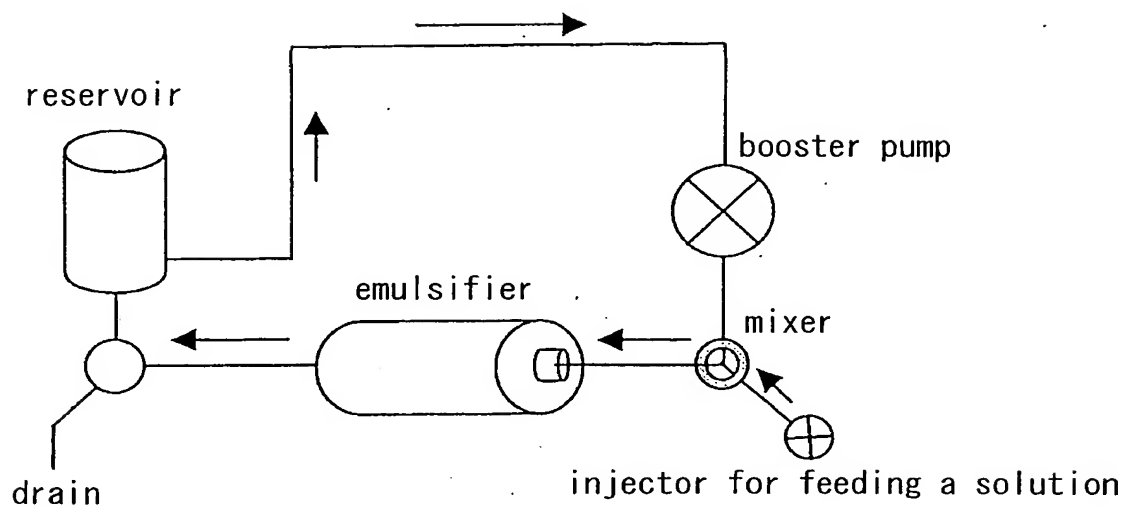 reservoir
booster pump
emulsifier
mixer
injector for feeding a solution
drain